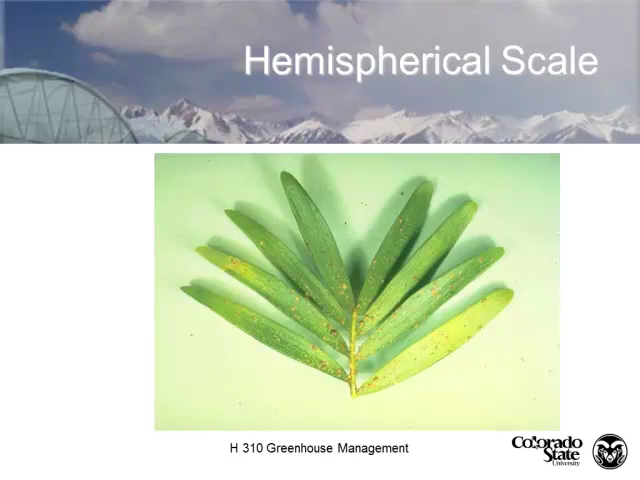 Hemispherical Scale
H 310 Greenhouse Management
Colorado
State
University